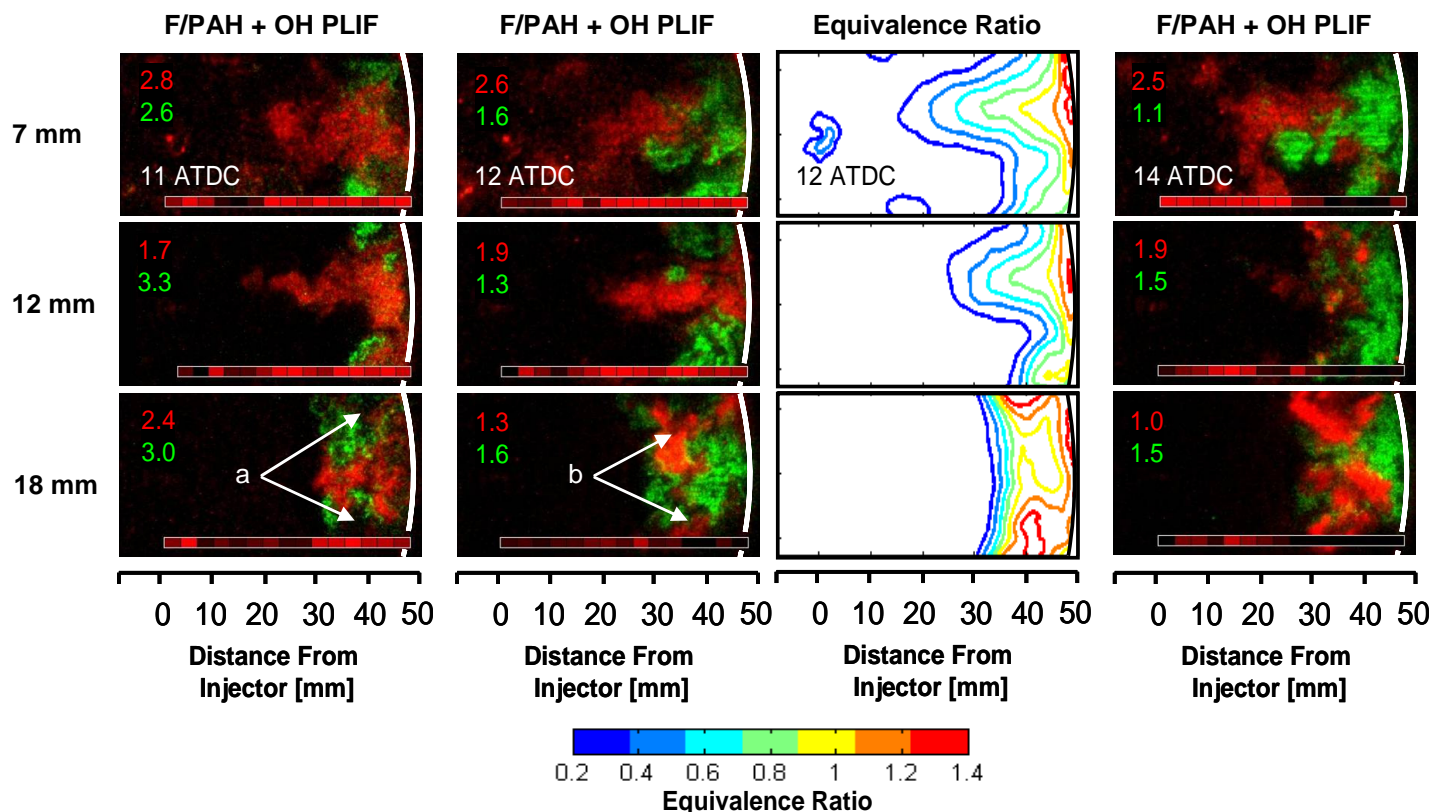 F/PAH + OH PLIF
F/PAH + OH PLIF
Equivalence Ratio
F/PAH + OH PLIF
7 mm
2.8
2.6
11 ATDC
2.6
1.6
12 ATDC
12 ATDC
2.5
1.1
14 ATDC
12 mm
1.7
3.3
1.9
1.3
1.9
1.5
18 mm
2.4
3.0
a
1.3
1.6
b
1.0
1.5
0 10 20 30 40 50
0 10 20 30 40 50
0 10 20 30 40 50
0 10 20 30 40 50
Distance From
Injector [mm]
Distance From
Injector [mm]
Distance From
Injector [mm]
Distance From
Injector [mm]
0.2 0.4 0.6 0.8 1 1.2 1.4
Equivalence Ratio